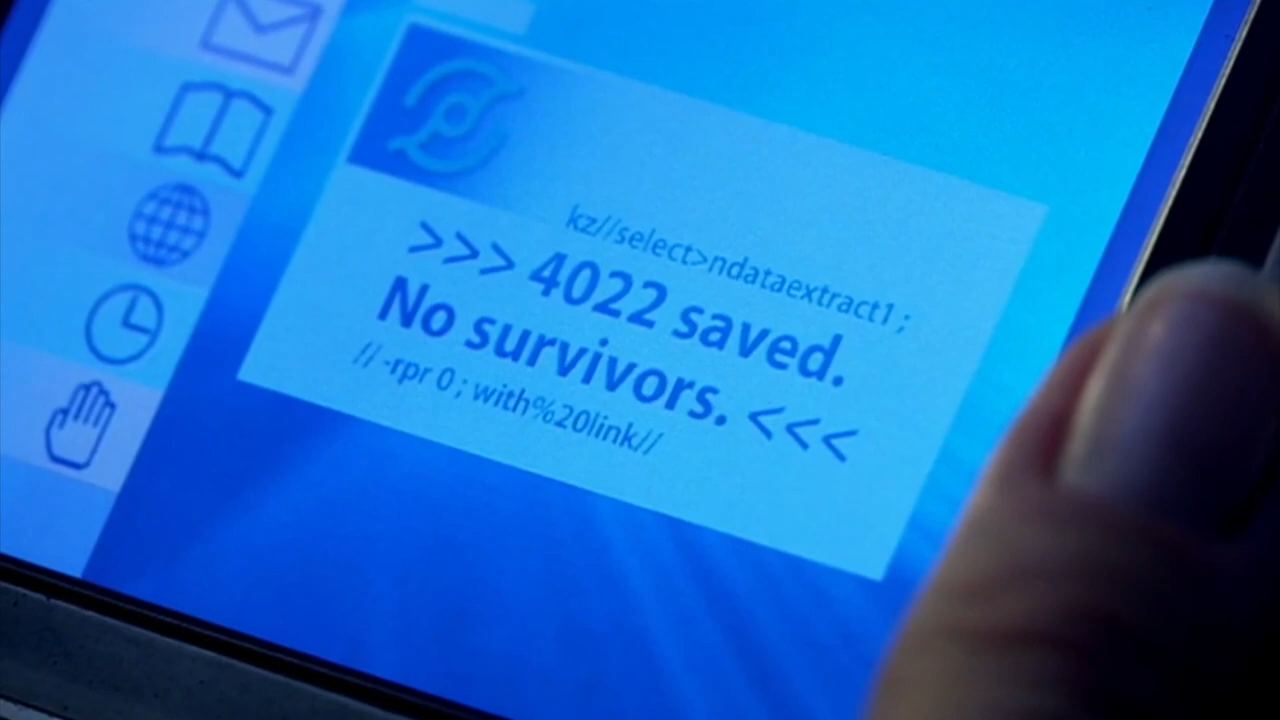 kz//select>ndataextract1 ;
>>> 4022 saved.
No survivors. <<<
// -rpr 0 ; with%20link//